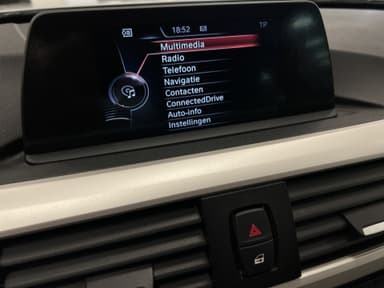 18:52
TP
Multimedia
Radio
Telefoon
Navigatie
Contacten
ConnectedDrive
Auto-info
Instellingen